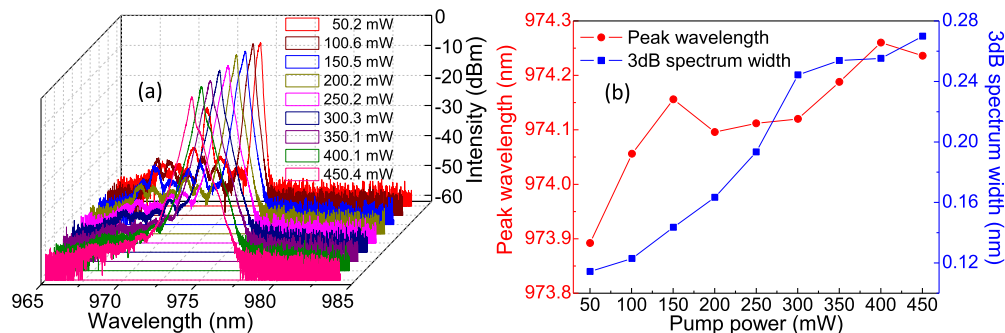 (a)
50.2 mW
100.6 mW
150.5 mW
200.2 mW
250.2 mW
300.3 mW
350.1 mW
400.1 mW
450.4 mW
0
-10
-20
-30
-40
-50
-60
Intensity (dBm)
965
970
975
980
985
Wavelength (nm)
(b)
Peak wavelength
3dB spectrum width
974.3
974.2
974.1
974.0
973.9
973.8
Peak wavelength (nm)
0.28
0.24
0.20
0.16
0.12
3dB spectrum width (nm)
50 100 150 200 250 300 350 400 450
Pump power (mW)